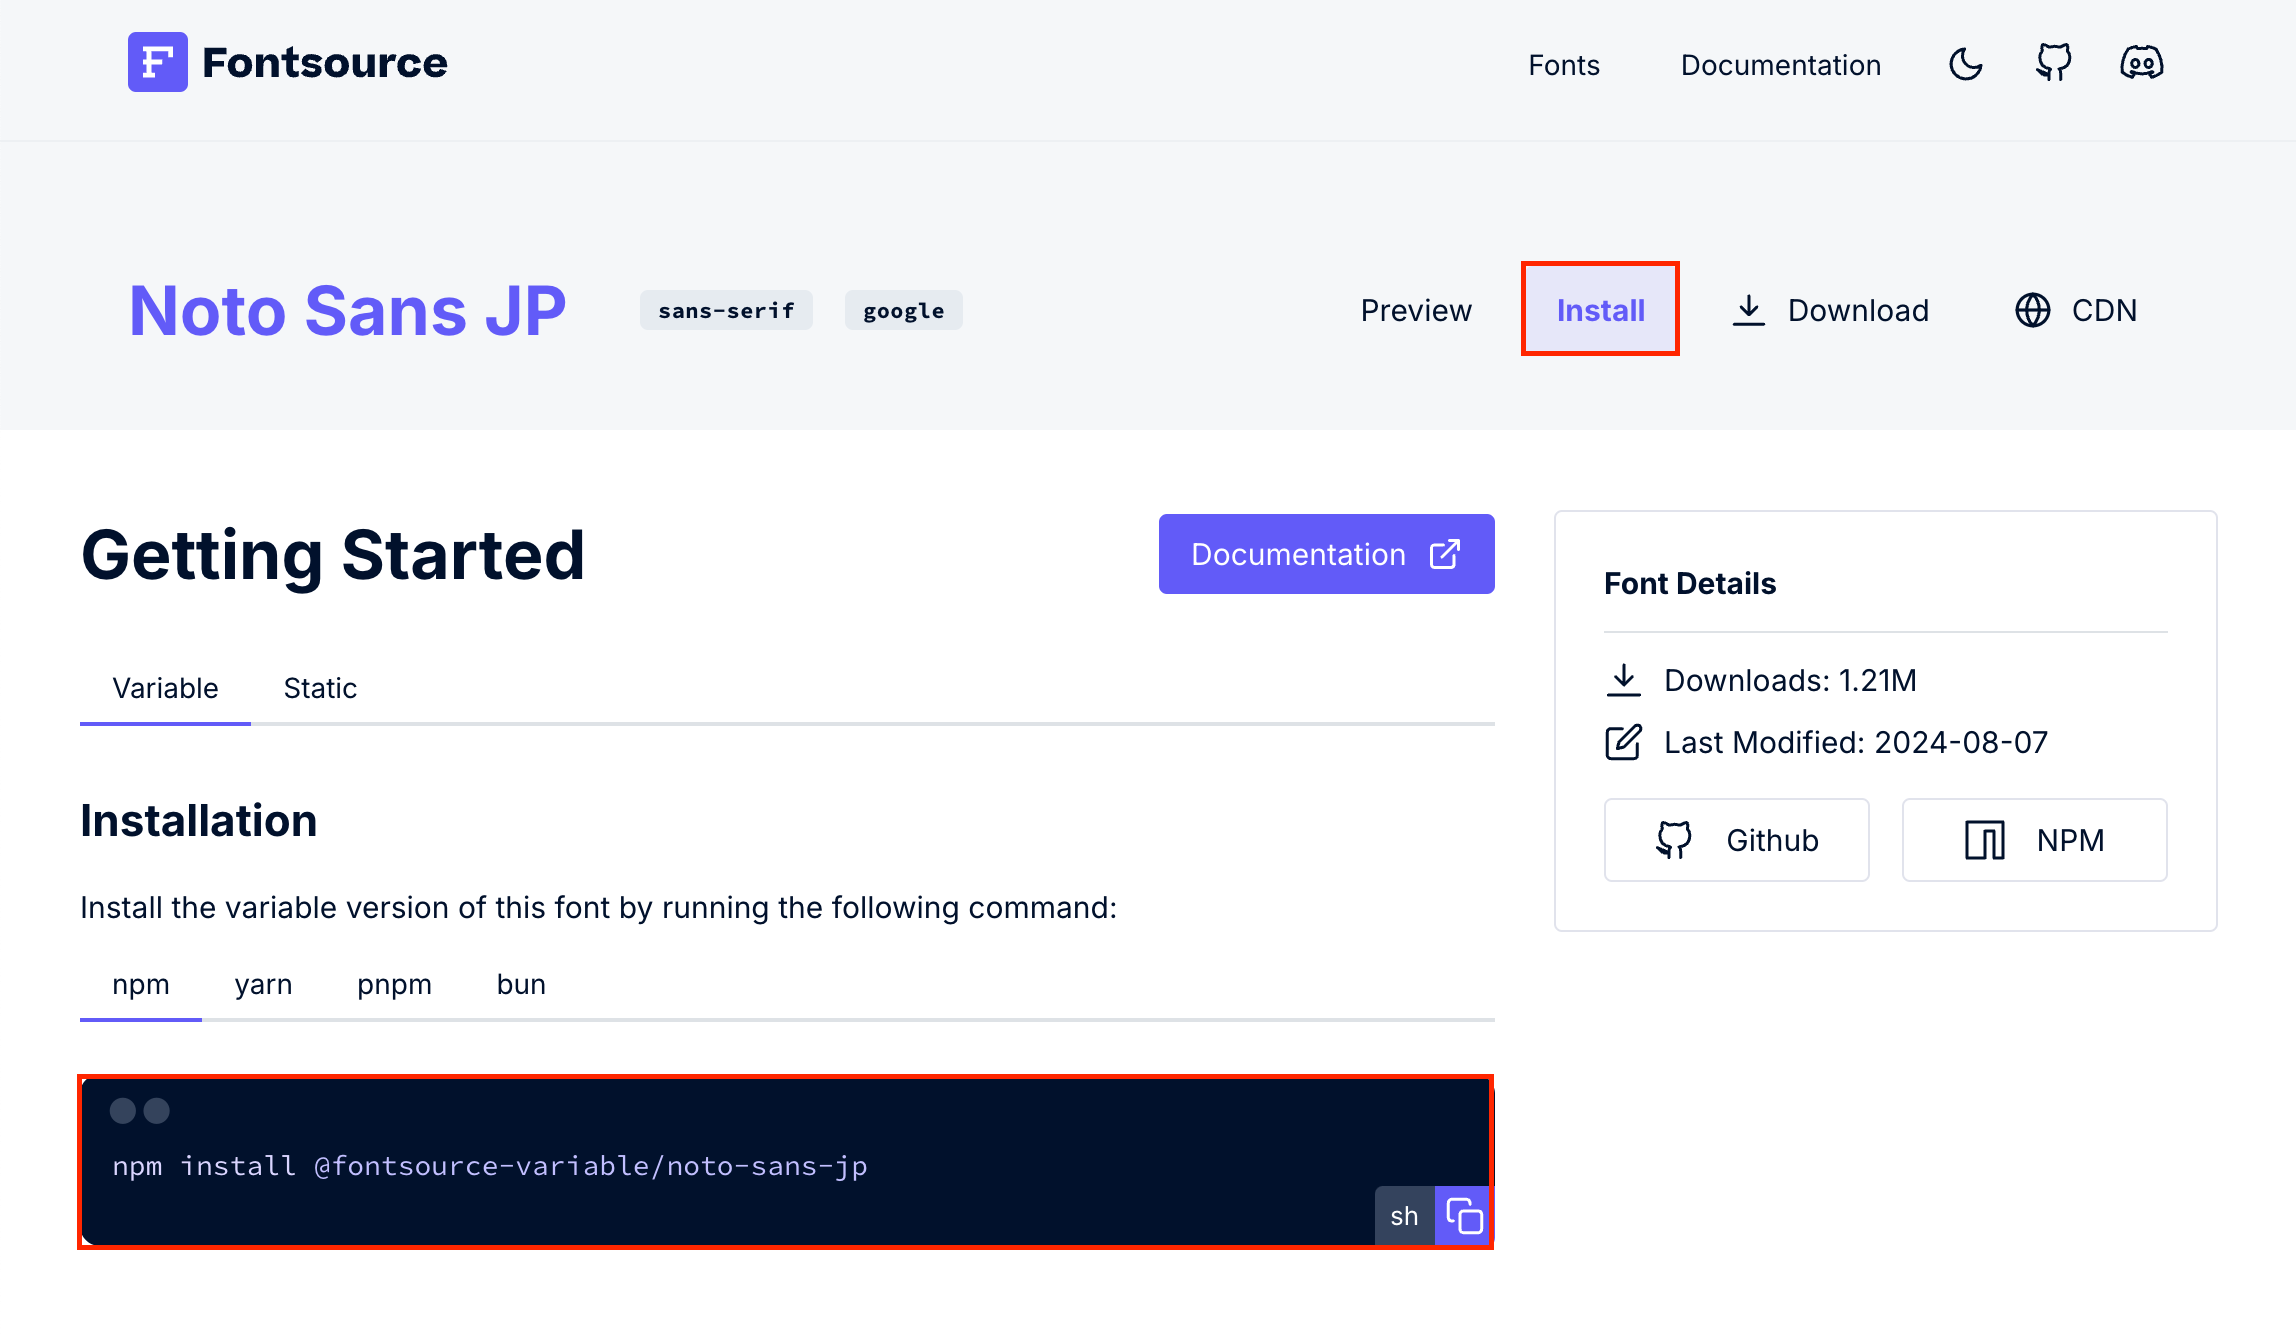 Fontsource
Fonts
Documentation
Noto Sans JP
sans-serif
google
Preview
Install
Download
CDN
Getting Started
Documentation
Variable
Static
Installation
Install the variable version of this font by running the following command:
npm
yarn
pnpm
bun
npm install @fontsource-variable/noto-sans-jp
sh
Font Details
Downloads: 1.21M
Last Modified: 2024-08-07
Github
NPM